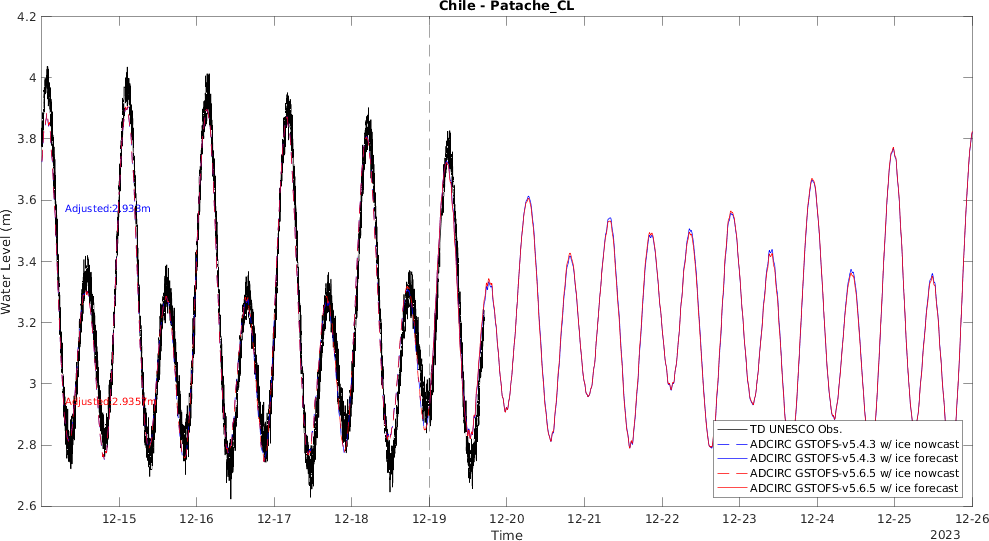 Chile - Patache_CL
4.2
4
3.8
3.6
3.4
3.2
3
2.8
2.6
Water Level (m)
Adjusted:2.938m
Adjusted:2.9357m
TD UNESCO Obs.
ADCIRC GSTOFS-v5.4.3 w/ ice nowcast
ADCIRC GSTOFS-v5.4.3 w/ ice forecast
ADCIRC GSTOFS-v5.6.5 w/ ice nowcast
ADCIRC GSTOFS-v5.6.5 w/ ice forecast
12-15 12-16 12-17 12-18 12-19 12-20 12-21 12-22 12-23 12-24 12-25 12-26
Time
2023